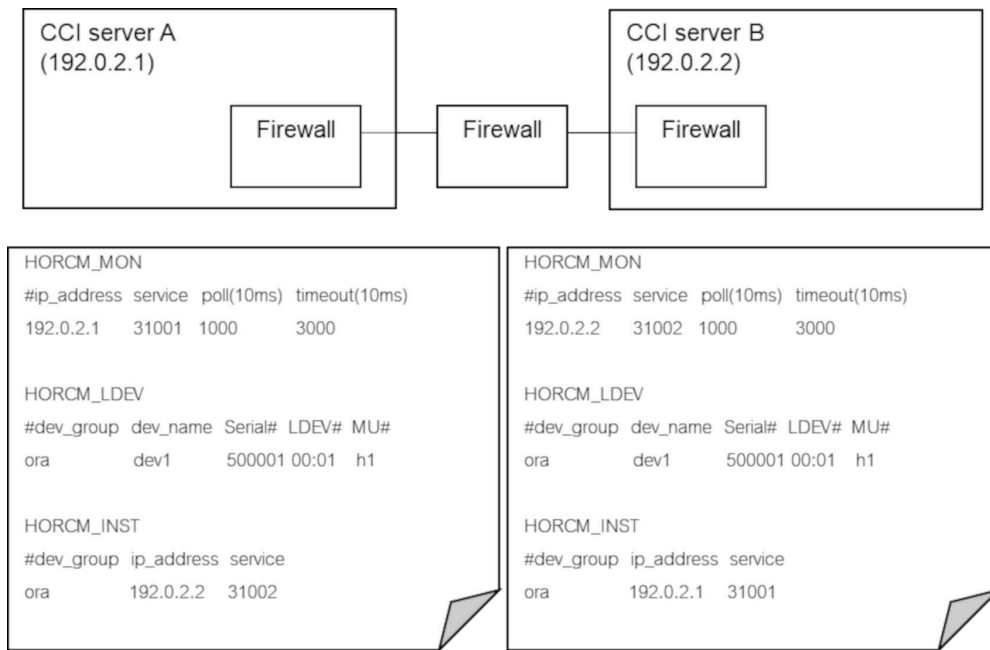 CCI server A
(192.0.2.1)
CCI server B
(192.0.2.2)
Firewall
Firewall
Firewall
HORCM_MON
#ip_address service poll(10ms) timeout(10ms)
192.0.2.1 31001 1000 3000
HORCM_LDEV
#dev_group dev_name Serial# LDEV# MU#
ora dev1 500001 00:01 h1
HORCM_INST
#dev_group ip_address service
ora 192.0.2.2 31002
HORCM_MON
#ip_address service poll(10ms) timeout(10ms)
192.0.2.2 31002 1000 3000
HORCM_LDEV
#dev_group dev_name Serial# LDEV# MU#
ora dev1 500001 00:01 h1
HORCM_INST
#dev_group ip_address service
ora 192.0.2.1 31001